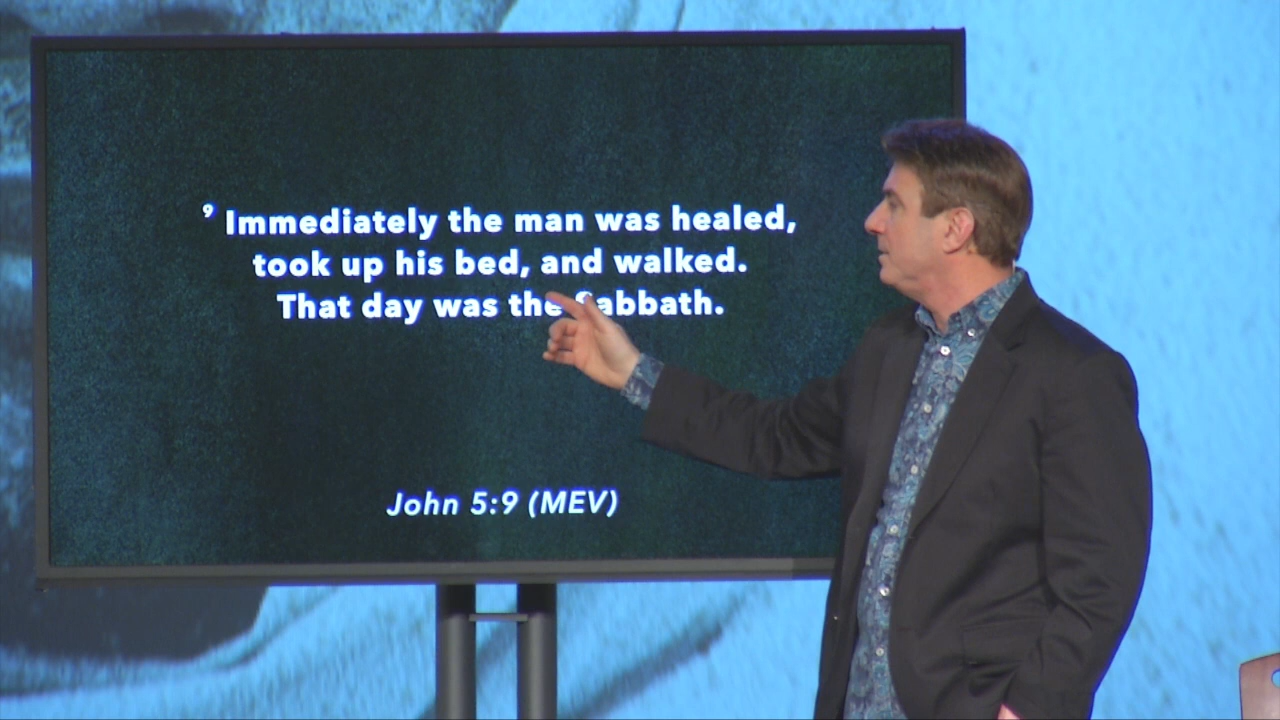 9 Immediately the man was healed,
took up his bed, and walked.
That day was the Sabbath.
John 5:9 (MEV)